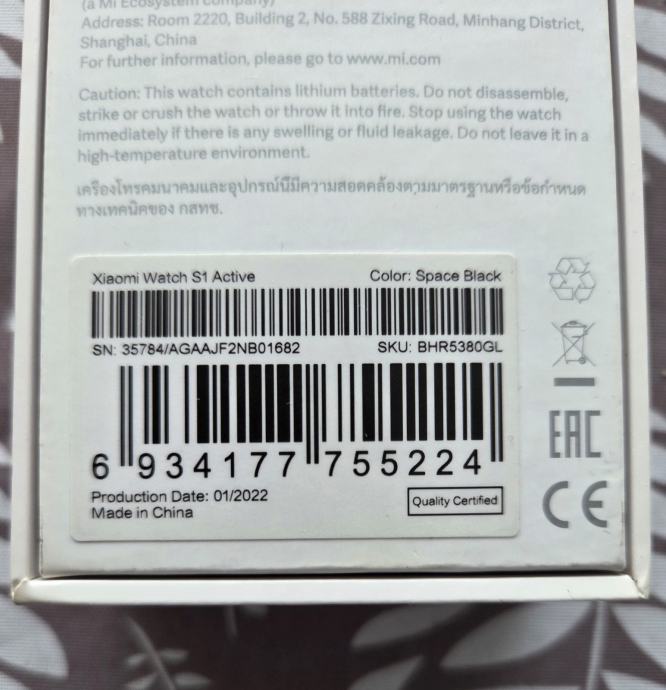 (a Mi Ecosystem company)
Address: Room 2220, Building 2, No. 588 Zixing Road, Minhang District,
Shanghai, China
For further information, please go to www.mi.com
Caution: This watch contains lithium batteries. Do not disassemble,
strike or crush the watch or throw it into fire. Stop using the watch
immediately if there is any swelling or fluid leakage. Do not leave it in a
high-temperature environment.
เครื่องโทรคมนาคมและอุปกรณ์นี้มีความสอดคล้องตามมาตรฐานหรือข้อกำหนด
ทางเทคนิคของ กสทช.
Xiaomi Watch S1 Active Color: Space Black
SN: 35784/AGAAJF2NB01682 SKU: BHR5380GL
6 934177 755224
Production Date: 01/2022
Made in China
Quality Certified
EAC
CE